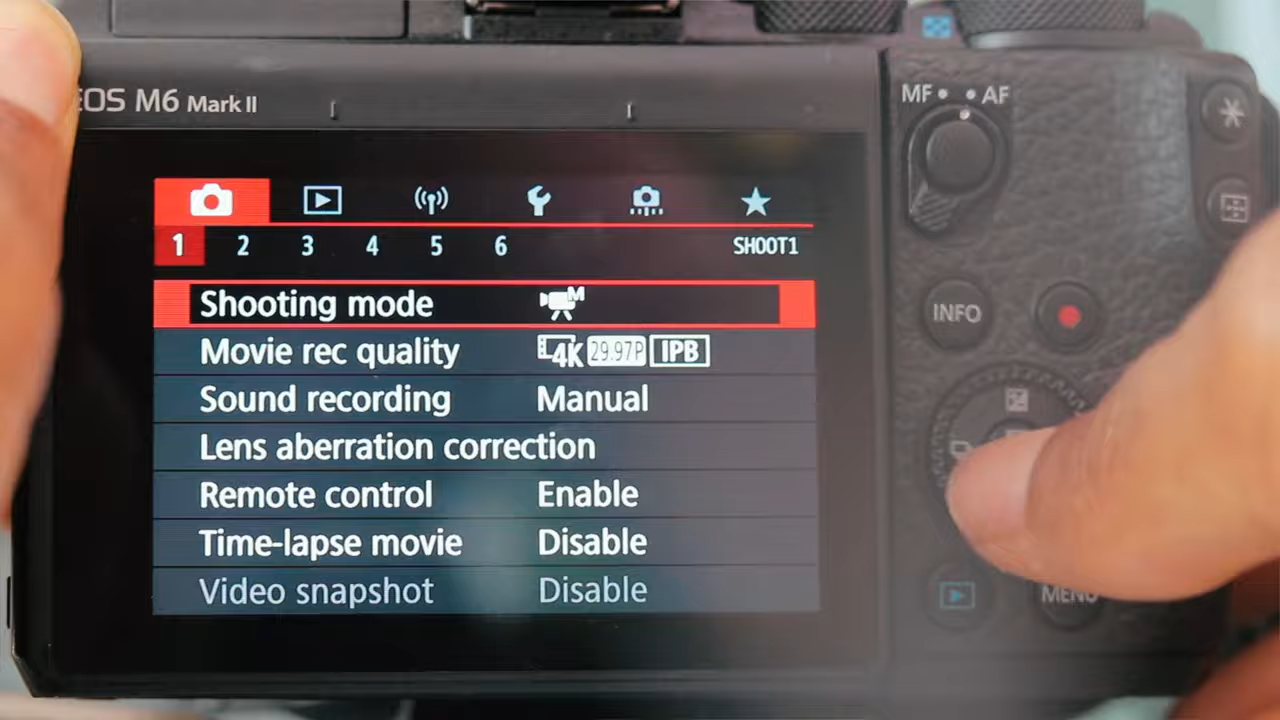 EOS M6 Mark II
MF AF
1 2 3 4 5 6 SHOOT1
Shooting mode M
Movie rec quality 4K 29.97P IPB
Sound recording Manual
Lens aberration correction
Remote control Enable
Time-lapse movie Disable
Video snapshot Disable
INFO
MENU